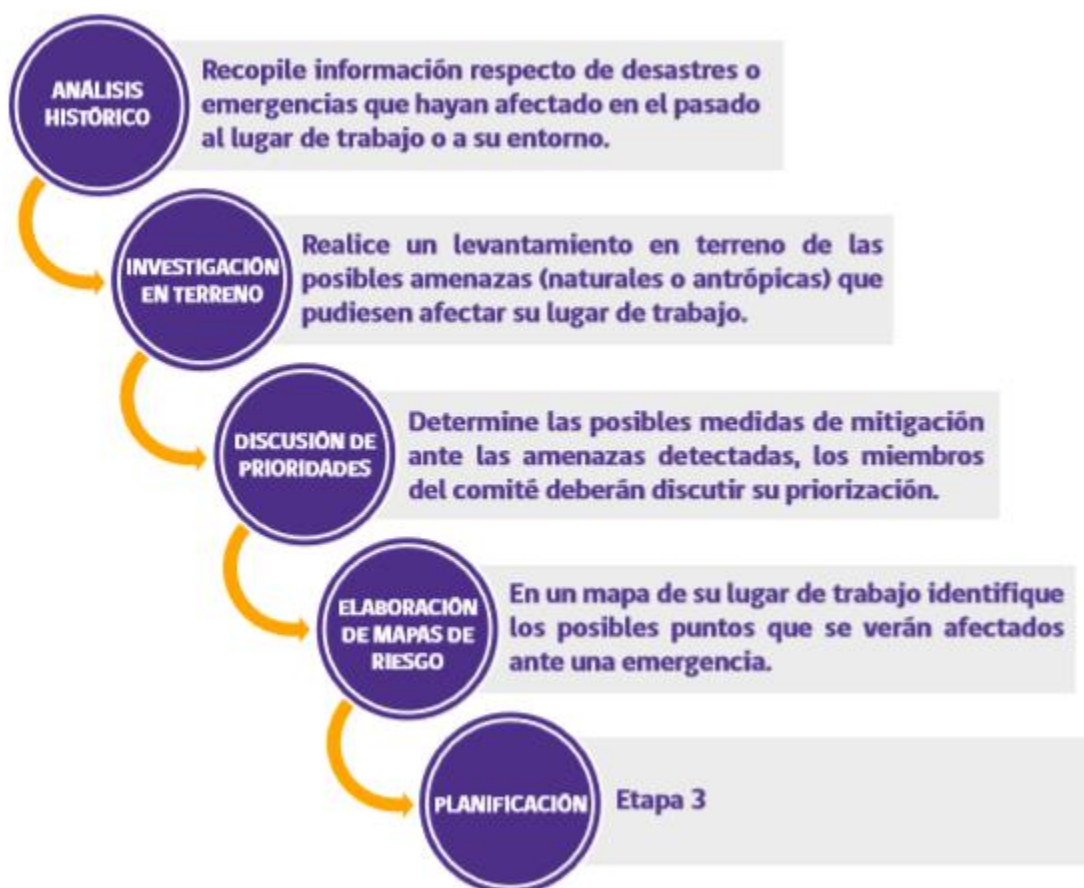 ANÁLISIS
HISTÓRICO
Recopile información respecto de desastres o
emergencias que hayan afectado en el pasado
al lugar de trabajo o a su entorno.
INVESTIGACIÓN
EN TERRENO
Realice un levantamiento en terreno de las
posibles amenazas (naturales o antrópicas) que
pudiesen afectar su lugar de trabajo.
DISCUSIÓN DE
PRIORIDADES
Determine las posibles medidas de mitigación
ante las amenazas detectadas, los miembros
del comité deberán discutir su priorización.
ELABORACIÓN
DE MAPAS DE
RIESGO
En un mapa de su lugar de trabajo identifique
los posibles puntos que se verán afectados
ante una emergencia.
PLANIFICACIÓN
Etapa 3